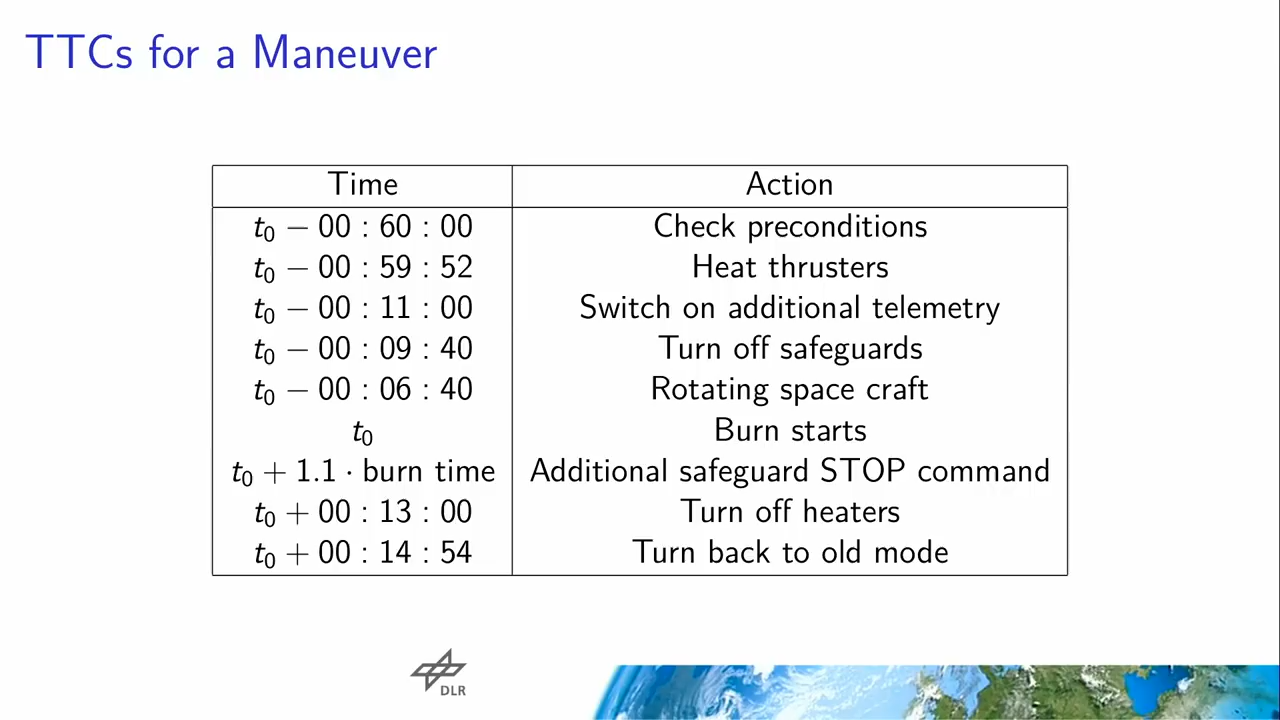 TTCs for a Maneuver
Time Action
t₀ − 00 : 60 : 00 Check preconditions
t₀ − 00 : 59 : 52 Heat thrusters
t₀ − 00 : 11 : 00 Switch on additional telemetry
t₀ − 00 : 09 : 40 Turn off safeguards
t₀ − 00 : 06 : 40 Rotating space craft
t₀ Burn starts
t₀ + 1.1 · burn time Additional safeguard STOP command
t₀ + 00 : 13 : 00 Turn off heaters
t₀ + 00 : 14 : 54 Turn back to old mode
DLR